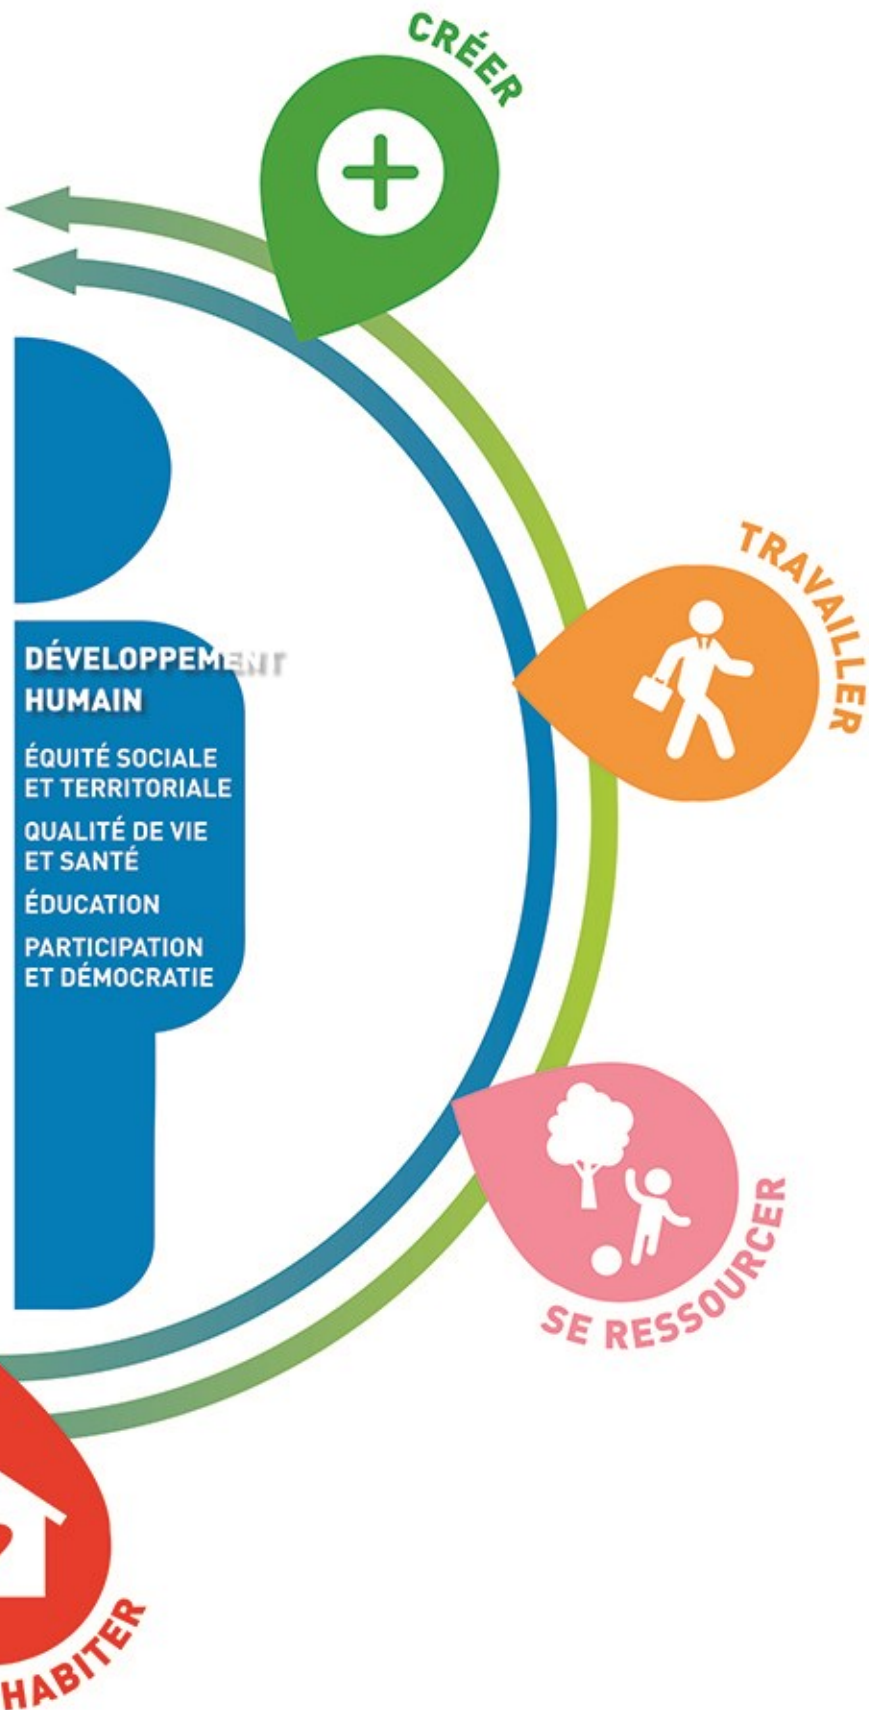 CRÉER
TRAVAILLER
DÉVELOPPEMENT
HUMAIN
ÉQUITÉ SOCIALE
ET TERRITORIALE
QUALITÉ DE VIE
ET SANTÉ
ÉDUCATION
PARTICIPATION
ET DÉMOCRATIE
SE RESSOURCER
HABITER